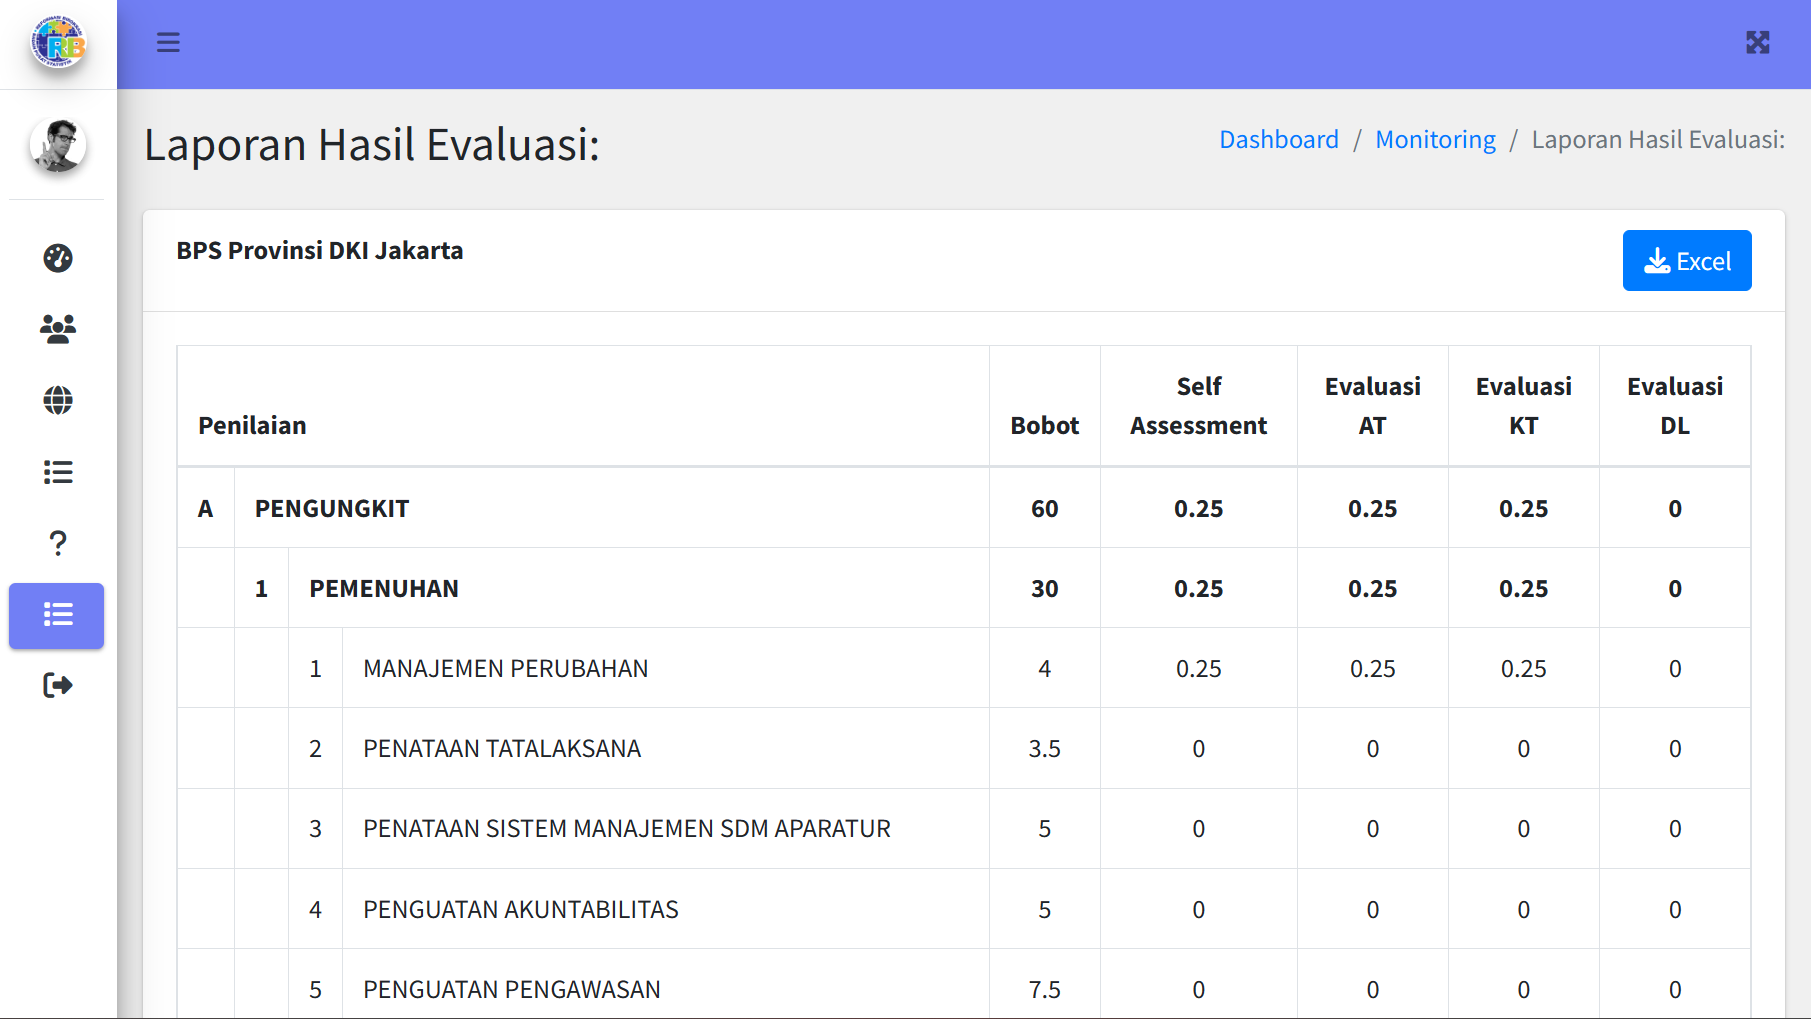 Laporan Hasil Evaluasi:
Dashboard / Monitoring / Laporan Hasil Evaluasi:
BPS Provinsi DKI Jakarta
Excel
Penilaian Bobot Self Assessment Evaluasi AT Evaluasi KT Evaluasi DL
A PENGUNGKIT 60 0.25 0.25 0.25 0
1 PEMENUHAN 30 0.25 0.25 0.25 0
1 MANAJEMEN PERUBAHAN 4 0.25 0.25 0.25 0
2 PENATAAN TATALAKSANA 3.5 0 0 0 0
3 PENATAAN SISTEM MANAJEMEN SDM APARATUR 5 0 0 0 0
4 PENGUATAN AKUNTABILITAS 5 0 0 0 0
5 PENGUATAN PENGAWASAN 7.5 0 0 0 0
RB